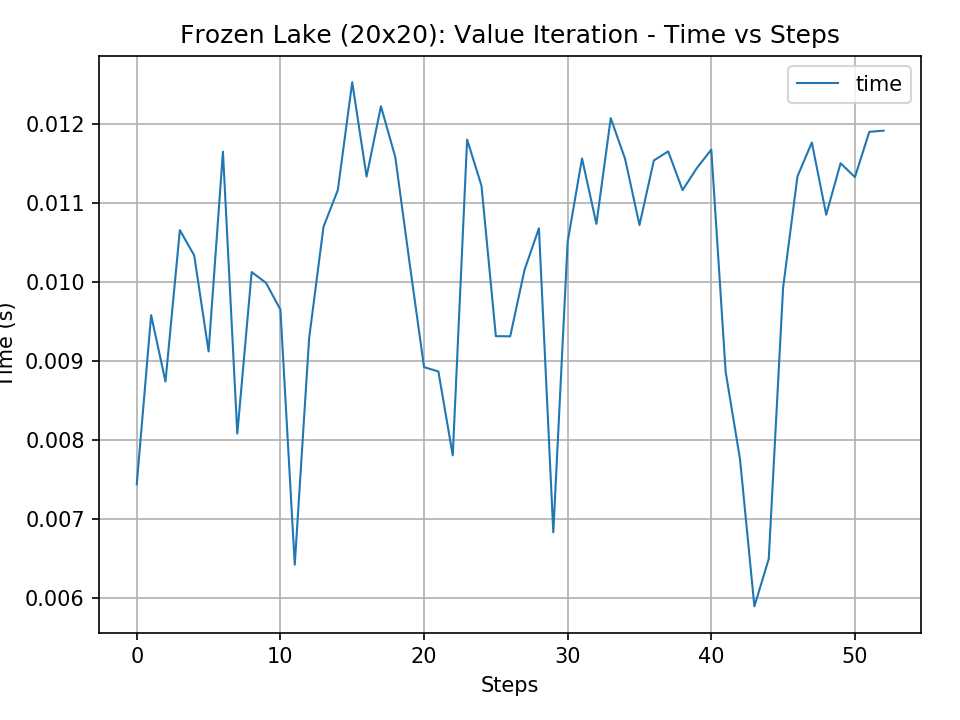 Frozen Lake (20x20): Value Iteration - Time vs Steps
time
0.012
0.011
0.010
0.009
0.008
0.007
0.006
Time (s)
0 10 20 30 40 50
Steps